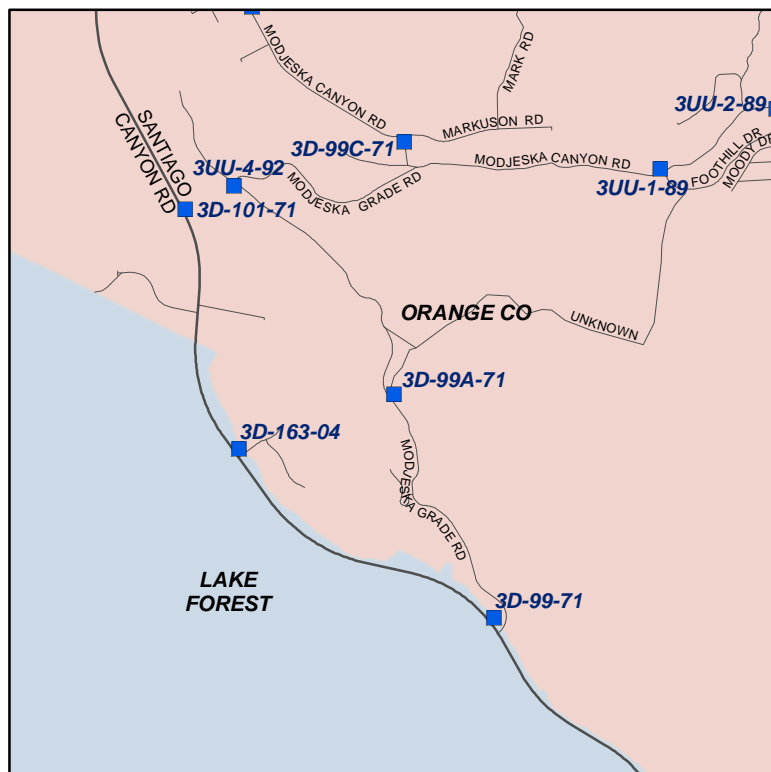 MODJESKA CANYON RD
MARK RD
MARKUSON RD
3UU-2-89
SANTIAGO
CANYON RD
3D-99C-71
MODJESKA CANYON RD
FOOTHILL DR
MOODY DR
3UU-4-92
MODJESKA GRADE RD
3UU-1-89
3D-101-71
ORANGE CO
UNKNOWN
3D-99A-71
3D-163-04
MODJESKA GRADE RD
LAKE
FOREST
3D-99-71